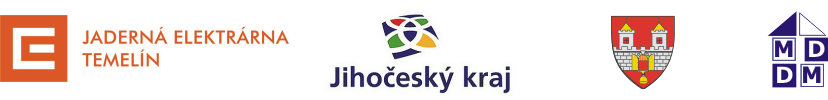 JADERNÁ ELEKTRÁRNA
TEMELÍN
Jihočeský kraj
M D
D M